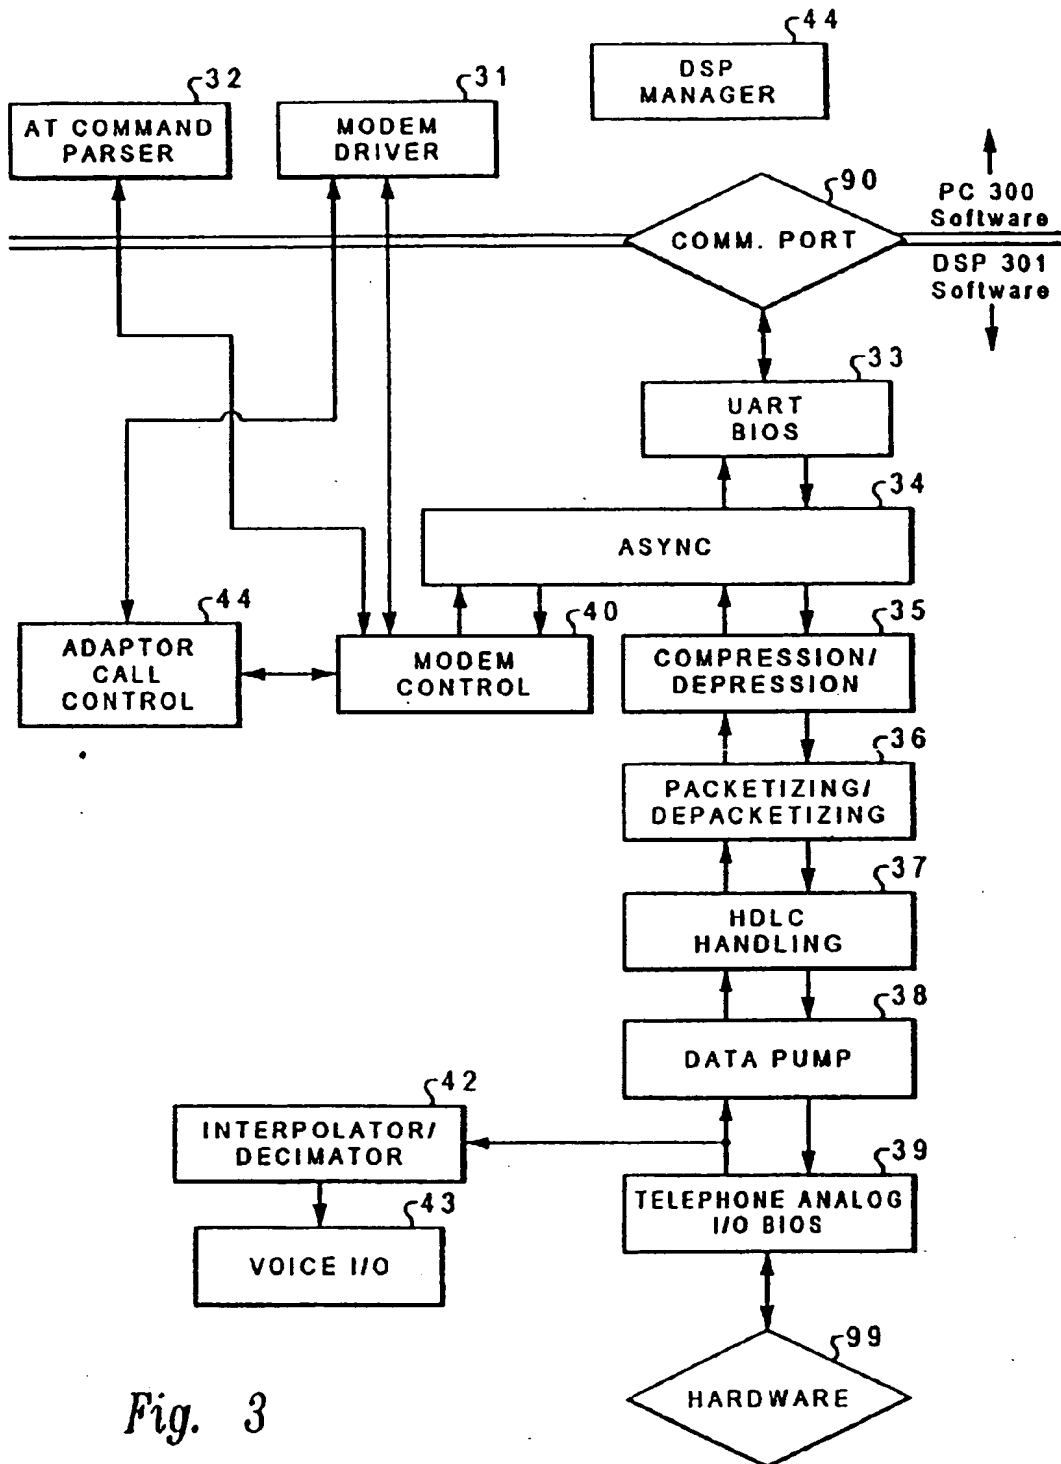 44
DSP
MANAGER
32
AT COMMAND
PARSER
31
MODEM
DRIVER
90
COMM. PORT
PC 300
Software
DSP 301
Software
33
UART
BIOS
34
ASYNC
44
ADAPTOR
CALL
CONTROL
40
MODEM
CONTROL
35
COMPRESSION/
DEPRESSION
36
PACKETIZING/
DEPACKETIZING
37
HDLC
HANDLING
38
DATA PUMP
42
INTERPOLATOR/
DECIMATOR
39
TELEPHONE ANALOG
I/O BIOS
43
VOICE I/O
99
HARDWARE
Fig. 3